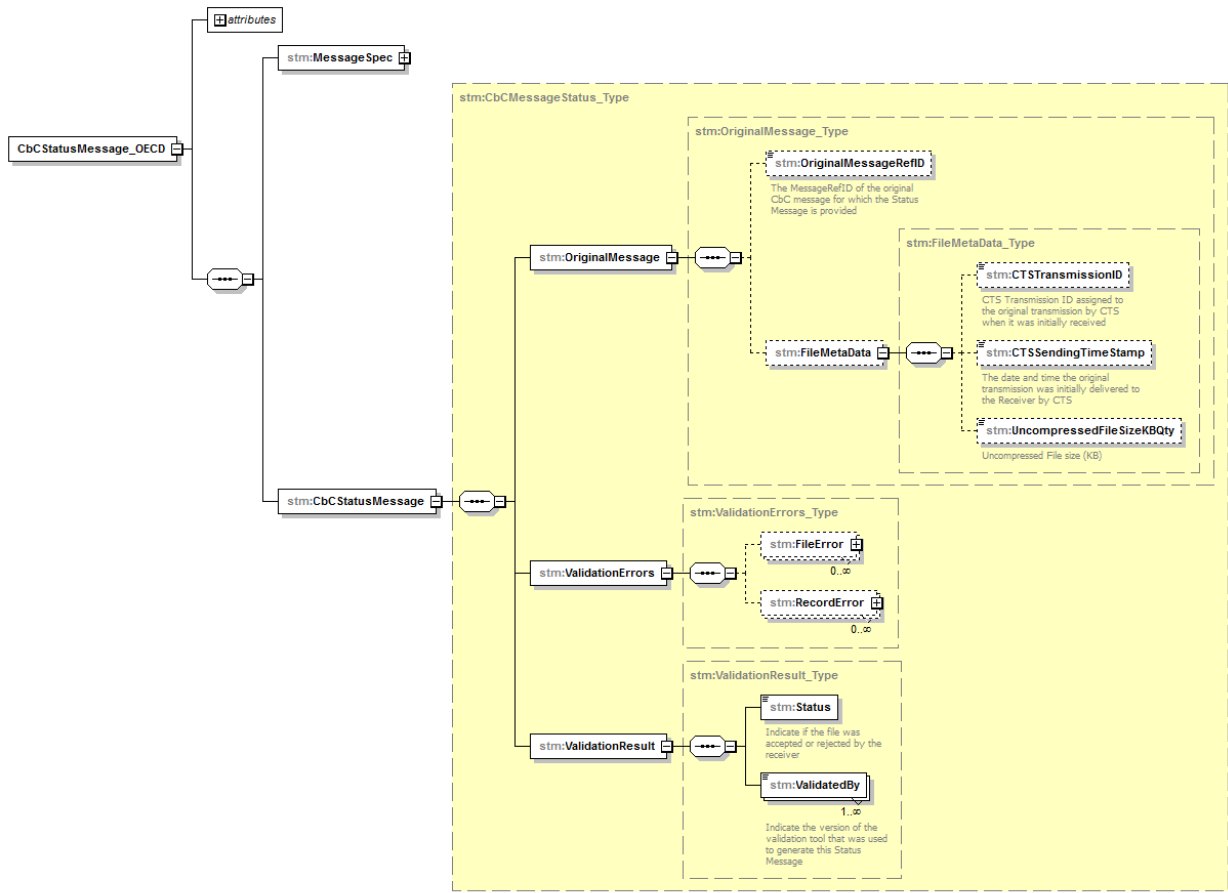 attributes
stm:MessageSpec
stm:CbCMessageStatus_Type
stm:OriginalMessage_Type
CbCStatusMessage_OECD
stm:OriginalMessageRefID
The MessageRefID of the original
CbC message for which the Status
Message is provided
stm:FileMetaData_Type
stm:OriginalMessage
stm:CTSTransmissionID
CTS Transmission ID assigned to
the original transmission by CTS
when it was initially received
stm:FileMetaData
stm:CTSSendingTimeStamp
The date and time the original
transmission was initially delivered to
the Receiver by CTS
stm:UncompressedFileSizeKBQty
Uncompressed File size (KB)
stm:CbCStatusMessage
stm:ValidationErrors_Type
stm:FileError
0..∞
stm:ValidationErrors
stm:RecordError
0..∞
stm:ValidationResult_Type
stm:Status
Indicate if the file was
accepted or rejected by the
receiver
stm:ValidationResult
stm:ValidatedBy
1..∞
Indicate the version of the
validation tool that was used
to generate this Status
Message